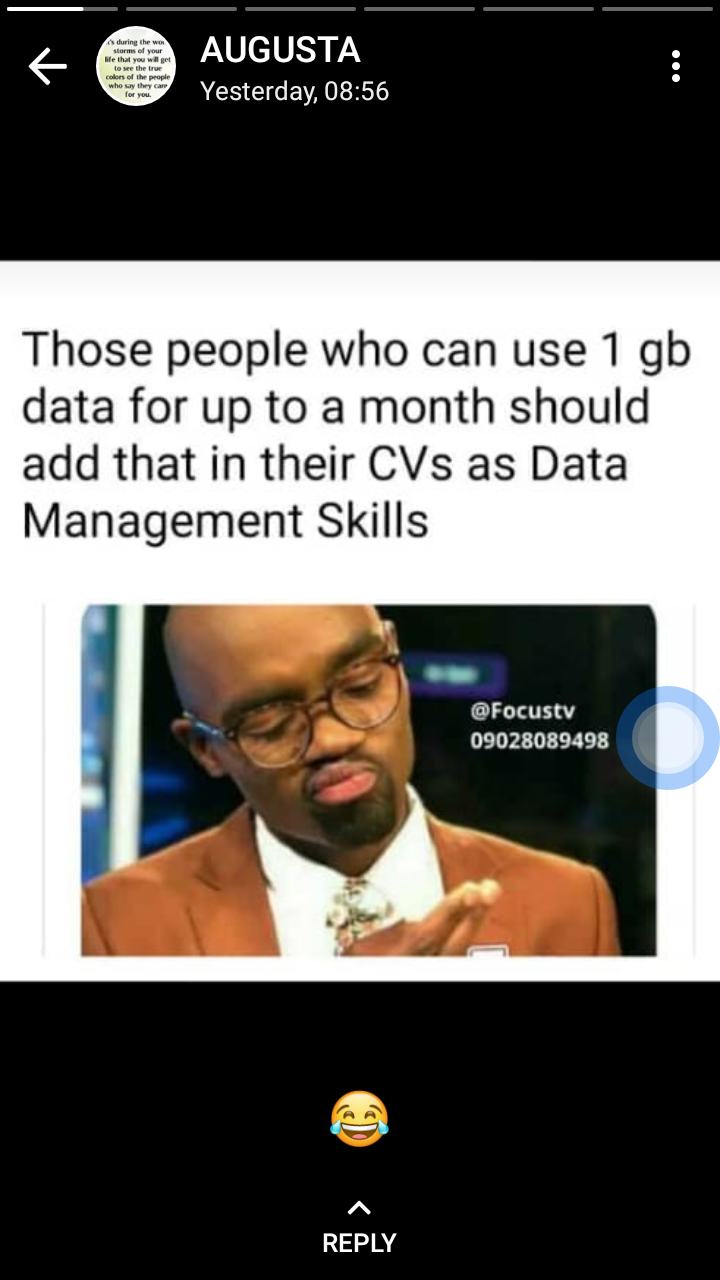 AUGUSTA
Yesterday, 08:56
during the
storms of your
life that you will get
to see the true
colors of the people
who say they care
for you.
Those people who can use 1 gb
data for up to a month should
add that in their CVs as Data
Management Skills
@Focustv
09028089498
REPLY